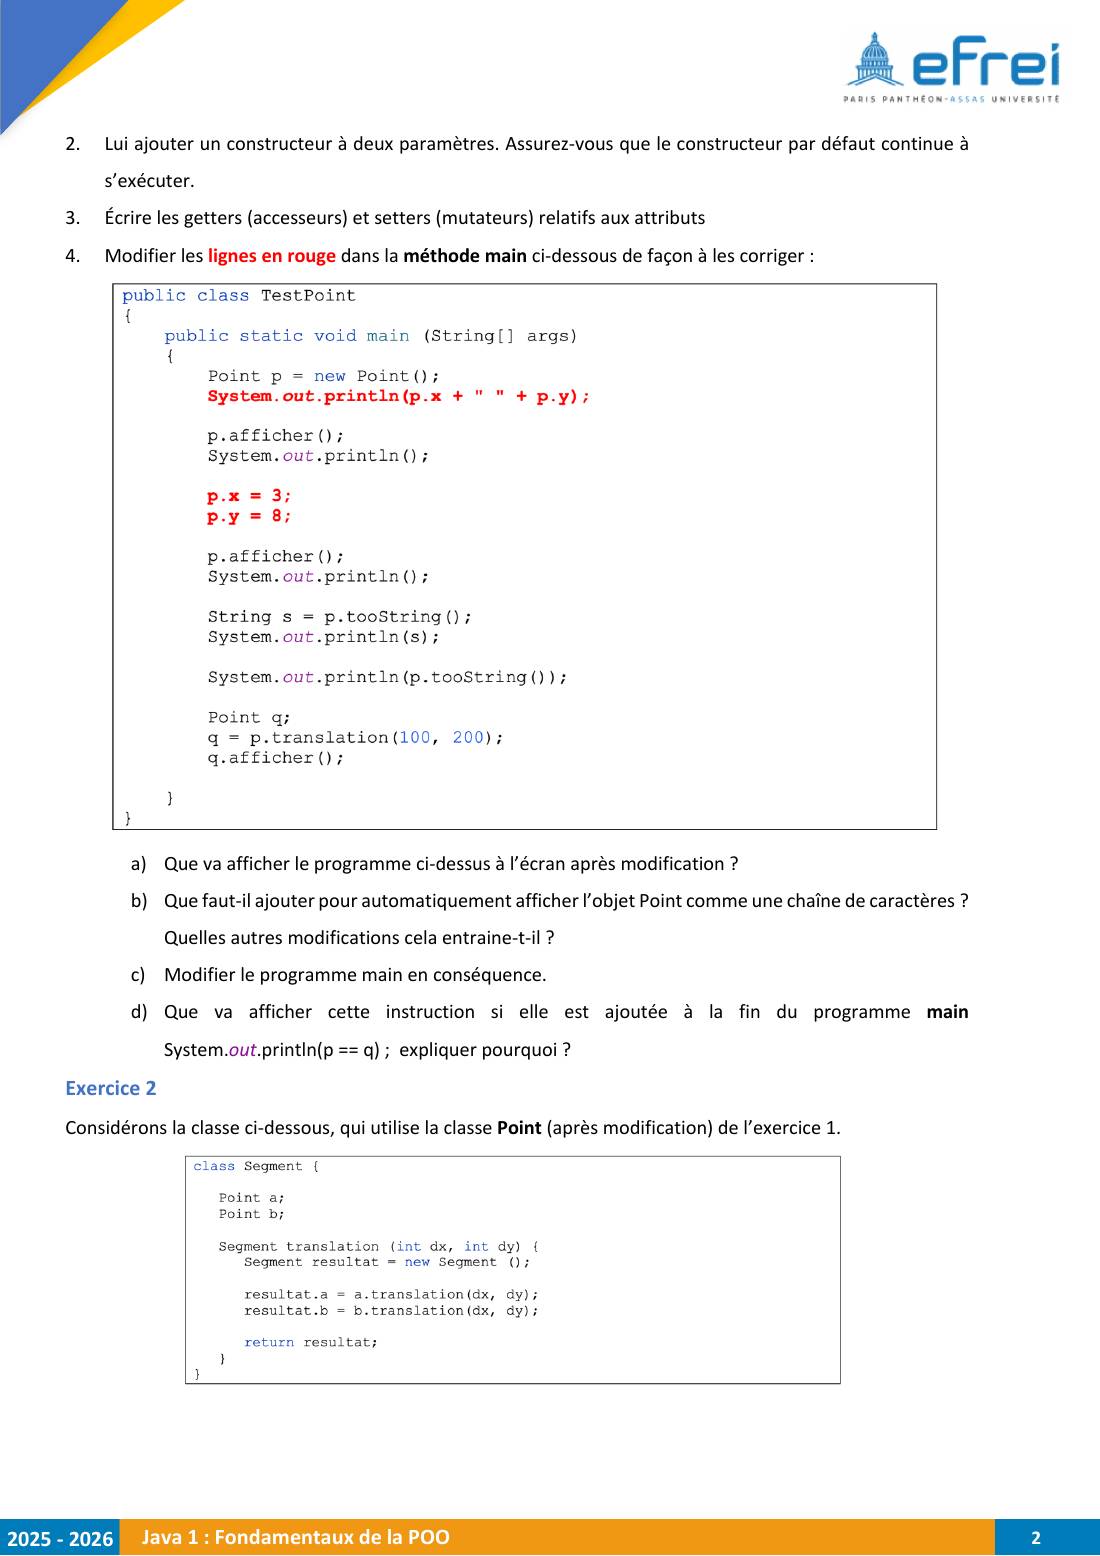 efrei
PARIS PANTHÉON-ASSAS UNIVERSITÉ
2. Lui ajouter un constructeur à deux paramètres. Assurez-vous que le constructeur par défaut continue à
s’exécuter.
3. Écrire les getters (accesseurs) et setters (mutateurs) relatifs aux attributs
4. Modifier les lignes en rouge dans la méthode main ci-dessous de façon à les corriger :
public class TestPoint
{
    public static void main (String[] args)
    {
        Point p = new Point();
        System.out.println(p.x + " " + p.y);
        p.afficher();
        System.out.println();
        p.x = 3;
        p.y = 8;
        p.afficher();
        System.out.println();
        String s = p.tooString();
        System.out.println(s);
        System.out.println(p.tooString());
        Point q;
        q = p.translation(100, 200);
        q.afficher();
    }
}
a) Que va afficher le programme ci-dessus à l’écran après modification ?
b) Que faut-il ajouter pour automatiquement afficher l’objet Point comme une chaîne de caractères ?
Quelles autres modifications cela entraine-t-il ?
c) Modifier le programme main en conséquence.
d) Que va afficher cette instruction si elle est ajoutée à la fin du programme main
System.out.println(p == q) ; expliquer pourquoi ?
Exercice 2
Considérons la classe ci-dessous, qui utilise la classe Point (après modification) de l’exercice 1.
class Segment {
   Point a;
   Point b;
   Segment translation (int dx, int dy) {
      Segment resultat = new Segment ();
      resultat.a = a.translation(dx, dy);
      resultat.b = b.translation(dx, dy);
      return resultat;
   }
}
2025 - 2026 Java 1 : Fondamentaux de la POO 2